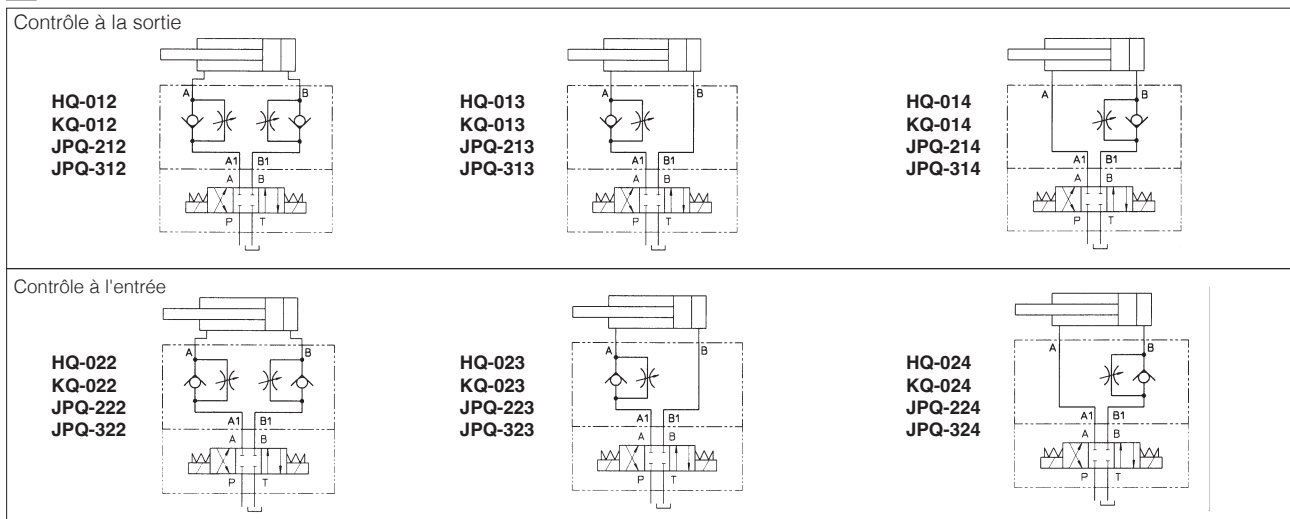 Contrôle à la sortie
HQ-012
KQ-012
JPQ-212
JPQ-312
A
B
A1
B1
A
B
P
T
HQ-013
KQ-013
JPQ-213
JPQ-313
A
B
A1
B1
A
B
P
T
HQ-014
KQ-014
JPQ-214
JPQ-314
A
B
A1
B1
A
B
P
T
Contrôle à l'entrée
HQ-022
KQ-022
JPQ-222
JPQ-322
A
B
A1
B1
A
B
P
T
HQ-023
KQ-023
JPQ-223
JPQ-323
A
B
A1
B1
A
B
P
T
HQ-024
KQ-024
JPQ-224
JPQ-324
A
B
A1
B1
A
B
P
T